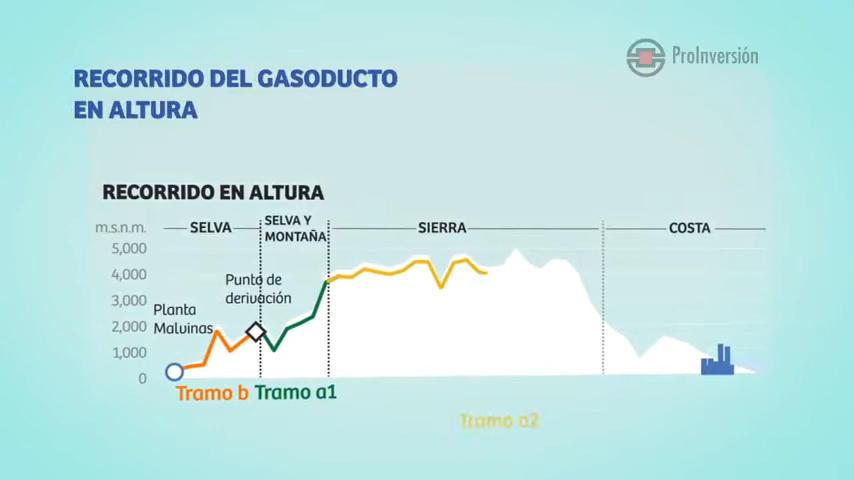 ProInversión
RECORRIDO DEL GASODUCTO
EN ALTURA
RECORRIDO EN ALTURA
m.s.n.m.
SELVA
SELVA Y
MONTAÑA
SIERRA
COSTA
5,000
4,000
3,000
2,000
1,000
0
Punto de
derivación
Planta
Malvinas
Tramo b
Tramo a1
Tramo a2